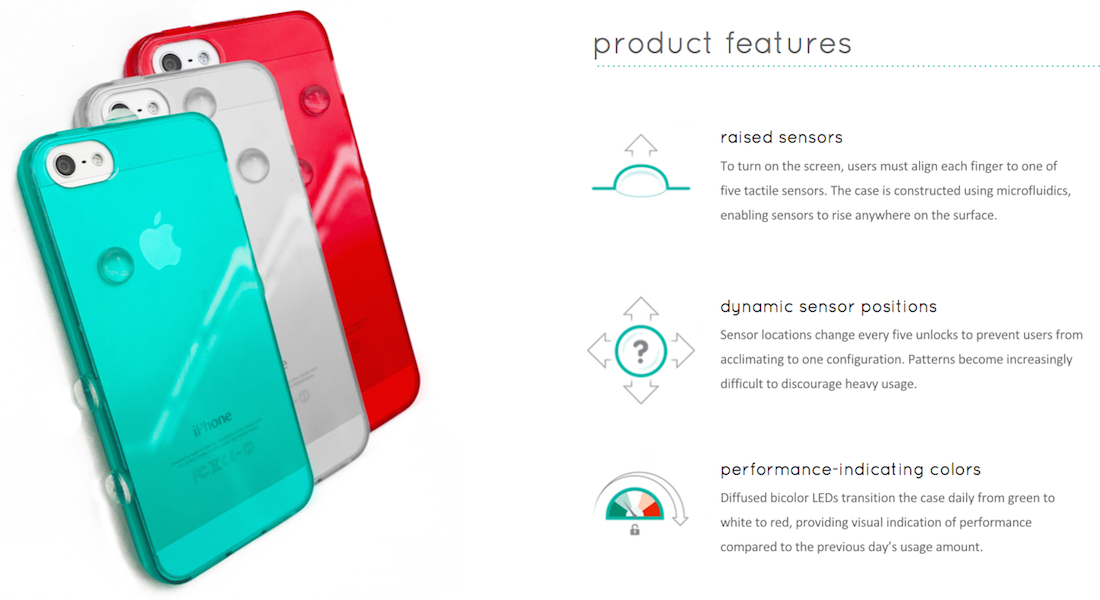 product features
raised sensors
To turn on the screen, users must align each finger to one of
five tactile sensors. The case is constructed using microfluidics,
enabling sensors to rise anywhere on the surface.
?
dynamic sensor positions
Sensor locations change every five unlocks to prevent users from
acclimating to one configuration. Patterns become increasingly
difficult to discourage heavy usage.
performance-indicating colors
Diffused bicolor LEDs transition the case daily from green to
white to red, providing visual indication of performance
compared to the previous day's usage amount.
iPhone